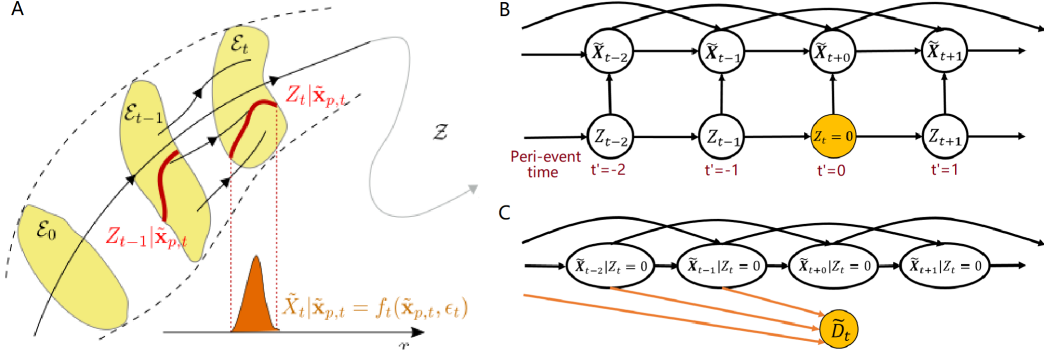 A
ℰ_t
ℰ_{t−1}
Z_t|x̃_{p,t}
𝒵
ℰ_0
Z_{t−1}|x̃_{p,t}
X̃_t|x̃_{p,t} = f_t(x̃_{p,t}, ϵ_t)
x
B
X̃_{t−2} X̃_{t−1} X̃_{t+0} X̃_{t+1}
Z_{t−2} Z_{t−1} Z_t = 0 Z_{t+1}
Peri-event
time t'=-2 t'=-1 t'=0 t'=1
C
X̃_{t−2}|Z_t = 0 X̃_{t−1}|Z_t = 0 X̃_{t+0}|Z_t = 0 X̃_{t+1}|Z_t = 0
D̃_t